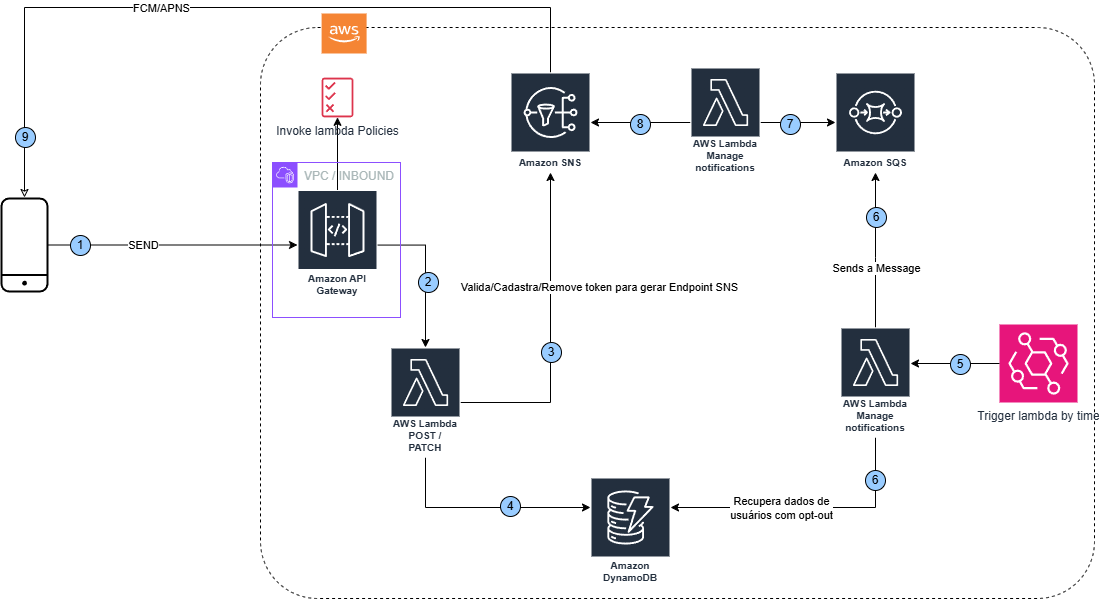 FCM/APNS
aws
Invoke lambda Policies
9
VPC / INBOUND
1
SEND
Amazon API
Gateway
2
Amazon SNS
8
AWS Lambda
Manage
notifications
7
Amazon SQS
6
Sends a Message
Valida/Cadastra/Remove token para gerar Endpoint SNS
3
AWS Lambda
POST /
PATCH
5
Trigger lambda by time
AWS Lambda
Manage
notifications
6
4
Recupera dados de
usuários com opt-out
Amazon
DynamoDB